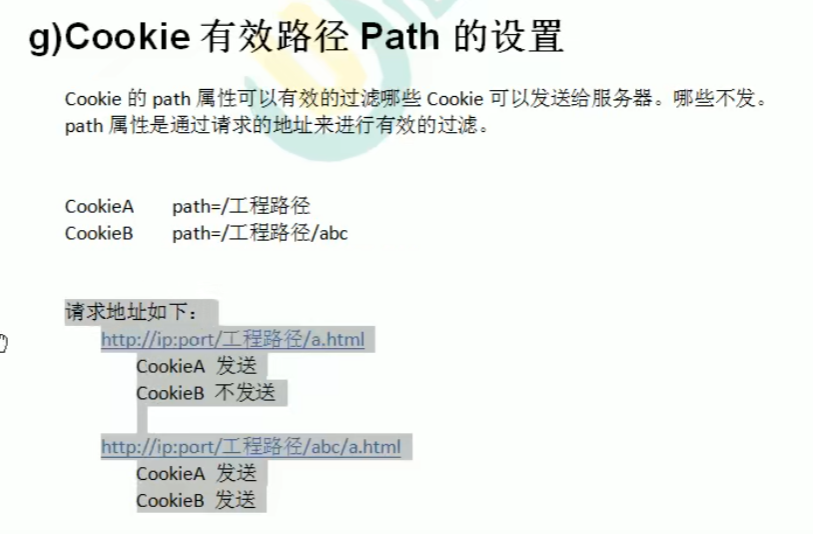 g)Cookie 有效路径 Path 的设置
Cookie 的 path 属性可以有效的过滤哪些 Cookie 可以发送给服务器。哪些不发。
path 属性是通过请求的地址来进行有效的过滤。
CookieA path=/工程路径
CookieB path=/工程路径/abc
请求地址如下：
http://ip:port/工程路径/a.html
CookieA 发送
CookieB 不发送
http://ip:port/工程路径/abc/a.html
CookieA 发送
CookieB 发送